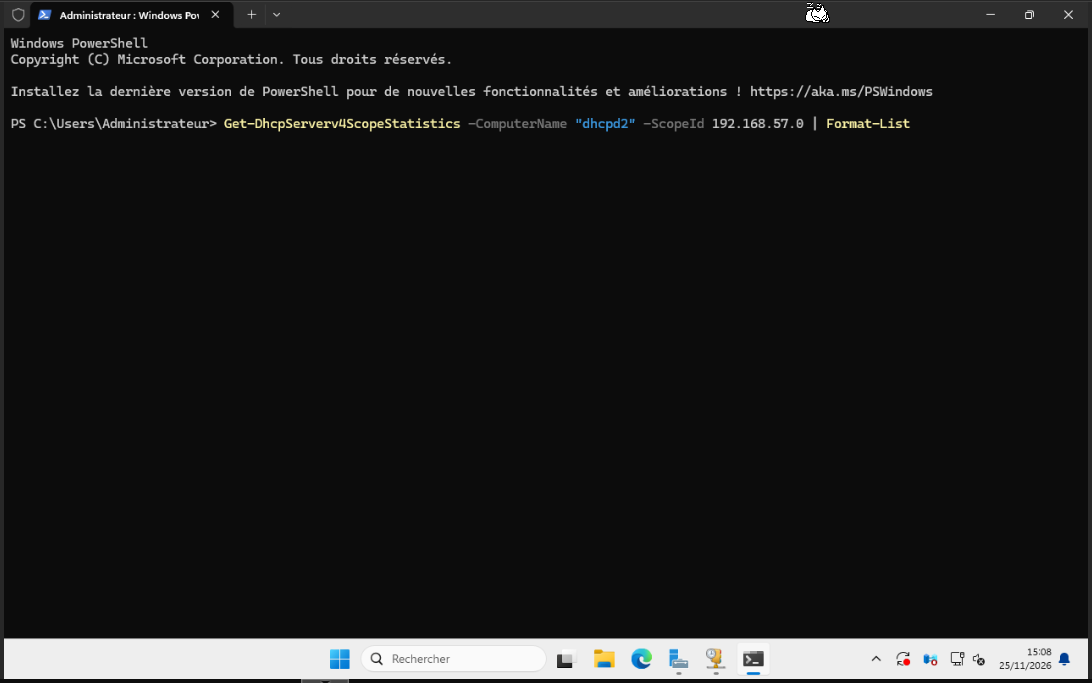 Administrateur : Windows Pov
Windows PowerShell
Copyright (C) Microsoft Corporation. Tous droits réservés.
Installez la dernière version de PowerShell pour de nouvelles fonctionnalités et améliorations ! https://aka.ms/PSWindows
PS C:\Users\Administrateur> Get-DhcpServerv4ScopeStatistics -ComputerName "dhcpd2" -ScopeId 192.168.57.0 | Format-List
Rechercher
15:08
25/11/2026